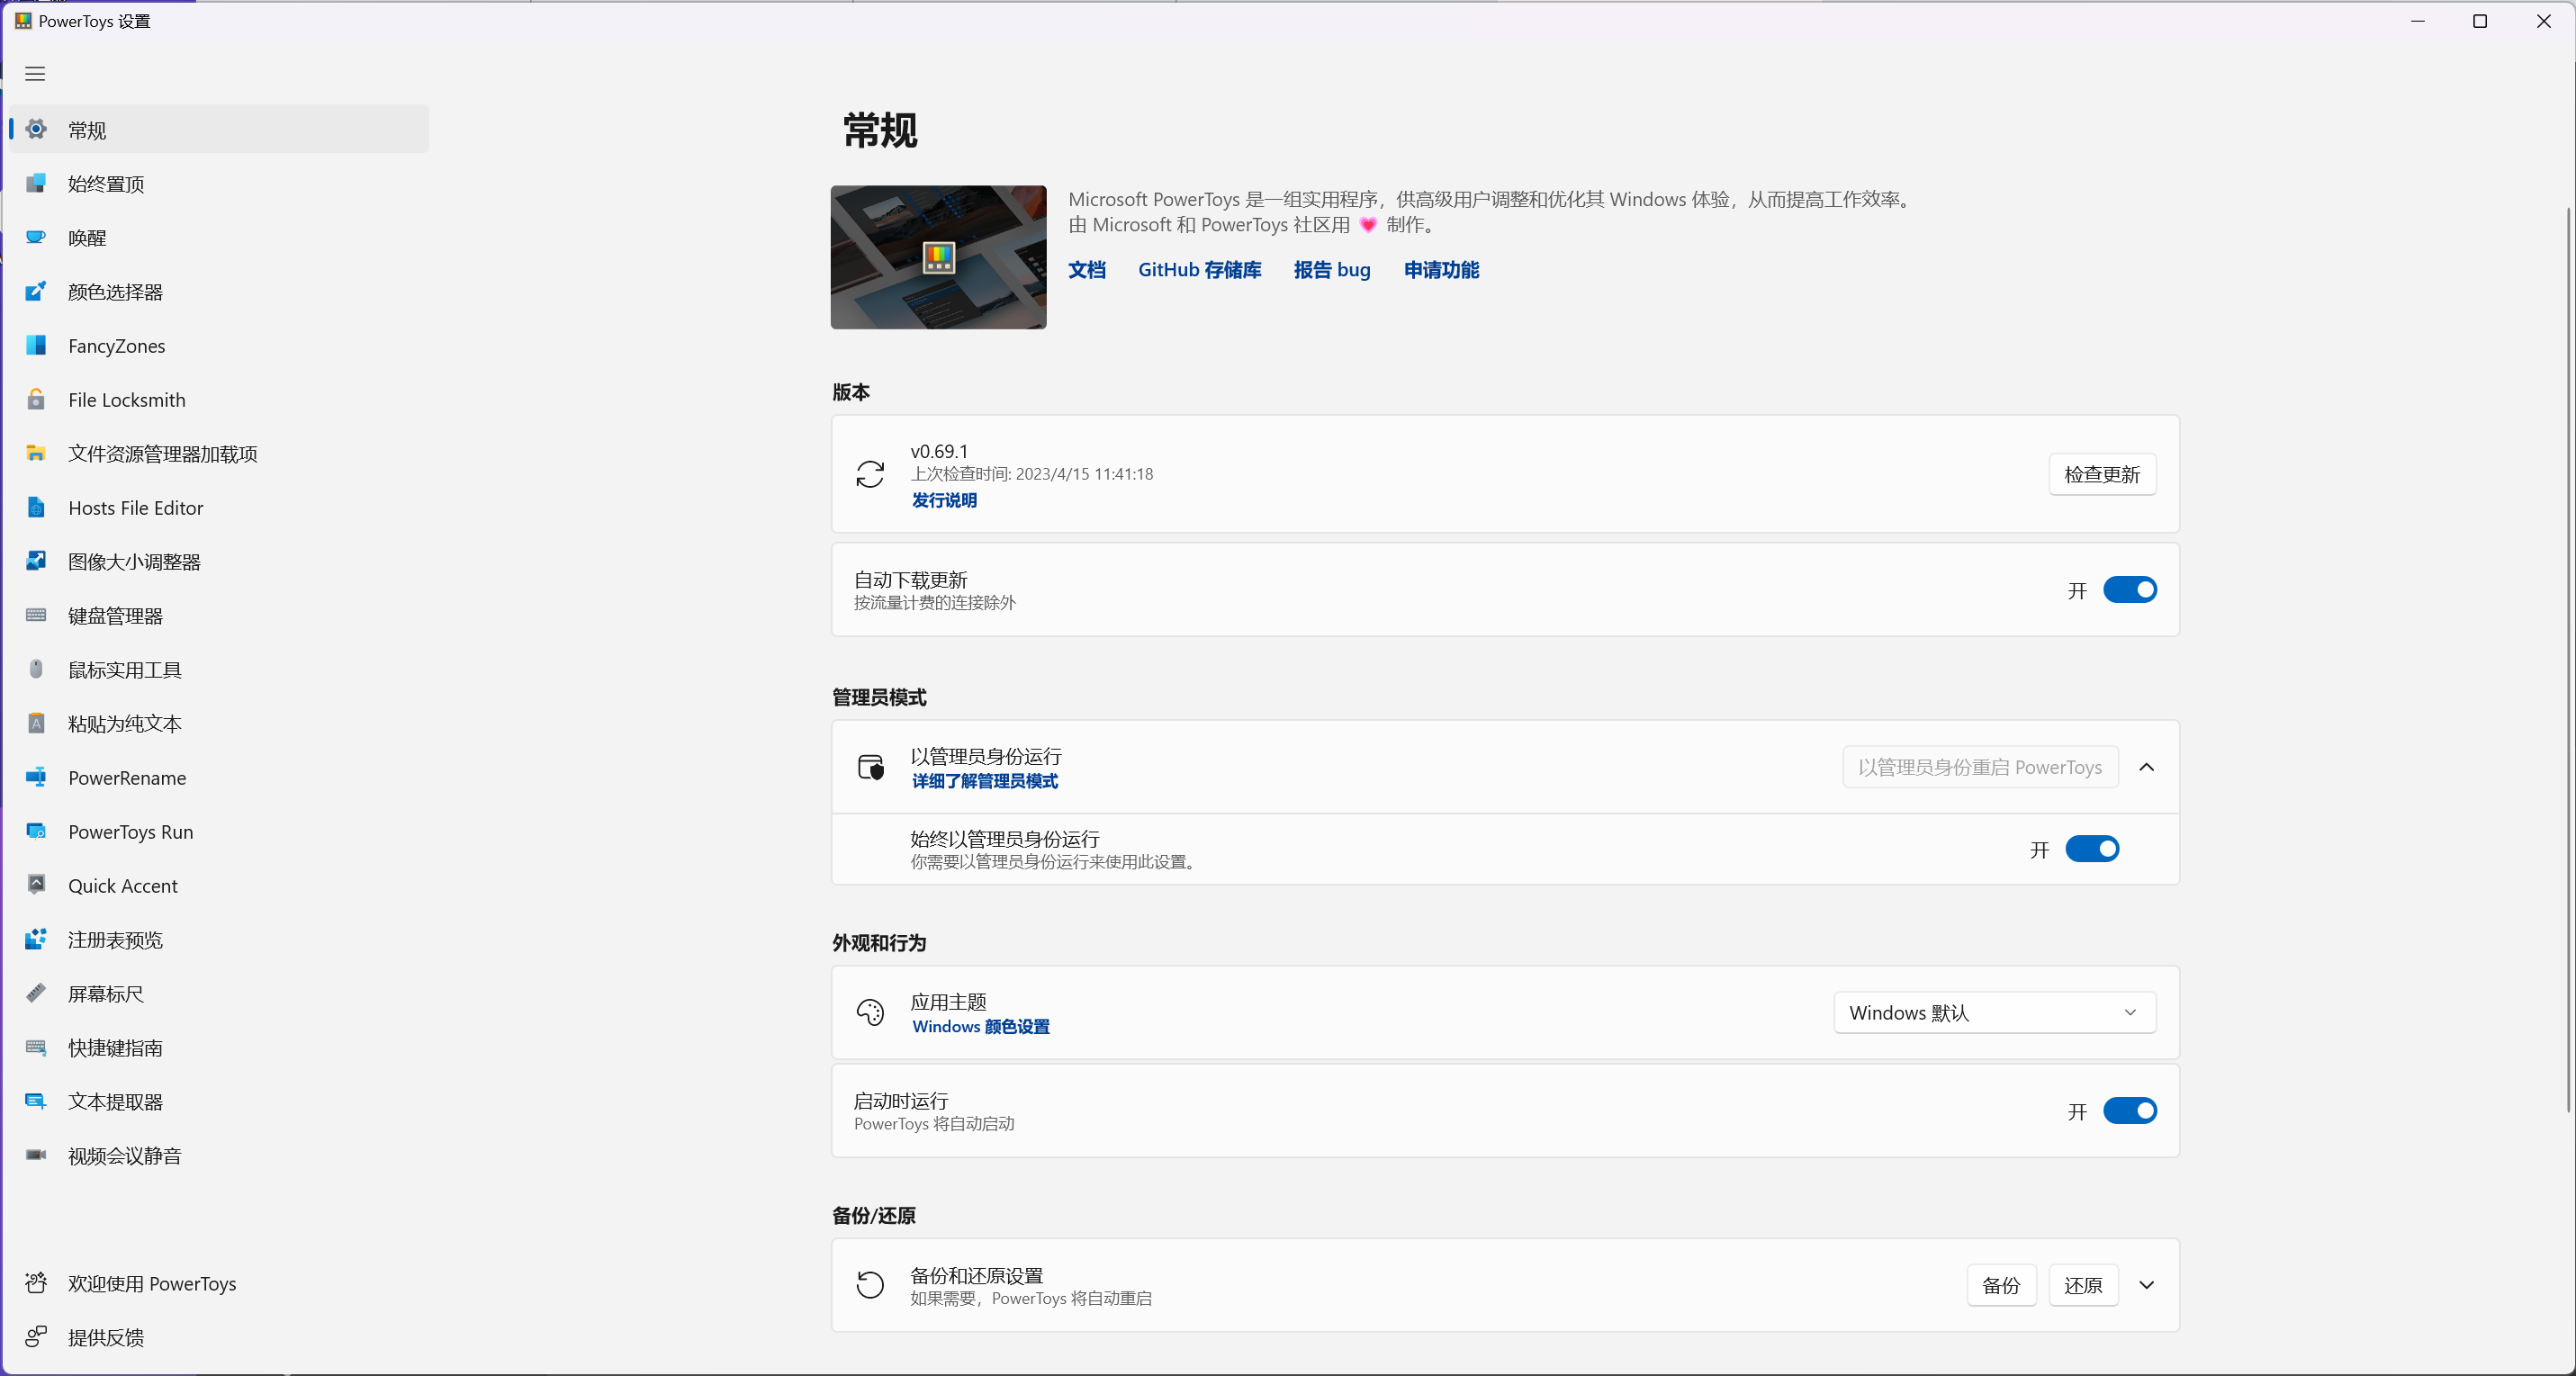 PowerToys 设置
常规
始终置顶
唤醒
颜色选择器
FancyZones
File Locksmith
文件资源管理器加载项
Hosts File Editor
图像大小调整器
键盘管理器
鼠标实用工具
粘贴为纯文本
PowerRename
PowerToys Run
Quick Accent
注册表预览
屏幕标尺
快捷键指南
文本提取器
视频会议静音
欢迎使用 PowerToys
提供反馈
常规
Microsoft PowerToys 是一组实用程序，供高级用户调整和优化其 Windows 体验，从而提高工作效率。
由 Microsoft 和 PowerToys 社区用 💗 制作。
文档 GitHub 存储库 报告 bug 申请功能
版本
v0.69.1
上次检查时间: 2023/4/15 11:41:18
发行说明
检查更新
自动下载更新
按流量计费的连接除外
开
管理员模式
以管理员身份运行
详细了解管理员模式
以管理员身份重启 PowerToys
始终以管理员身份运行
你需要以管理员身份运行来使用此设置。
开
外观和行为
应用主题
Windows 颜色设置
Windows 默认
启动时运行
PowerToys 将自动启动
开
备份/还原
备份和还原设置
如果需要，PowerToys 将自动重启
备份 还原